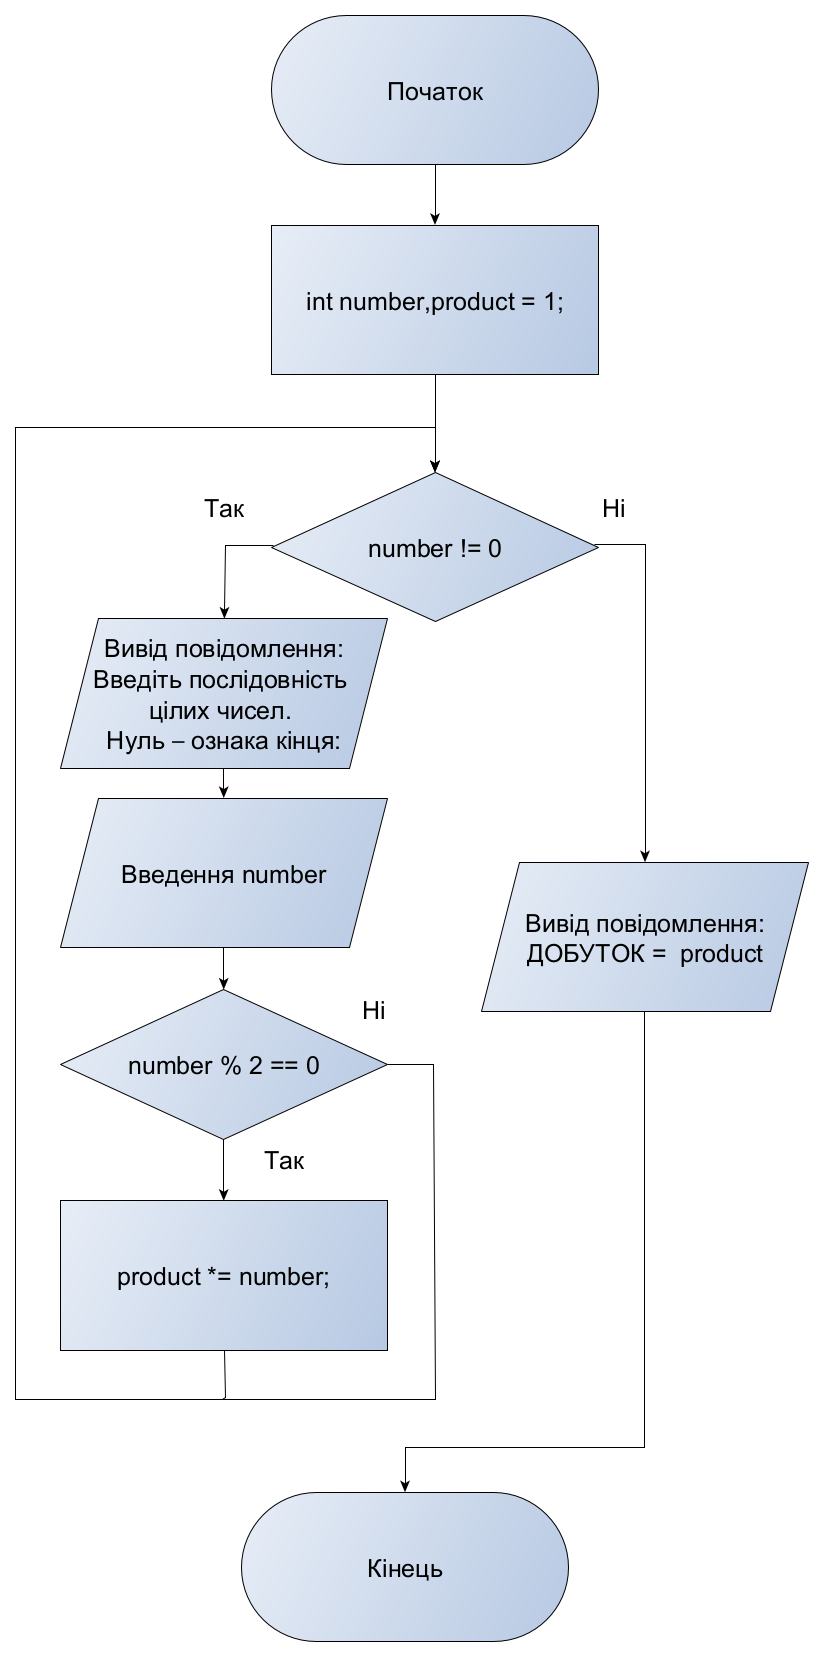 Початок
int number,product = 1;
Так
Ні
number != 0
Вивід повідомлення:
Введіть послідовність
цілих чисел.
Нуль – ознака кінця:
Введення number
Вивід повідомлення:
ДОБУТОК =  product
Ні
number % 2 == 0
Так
product *= number;
Кінець